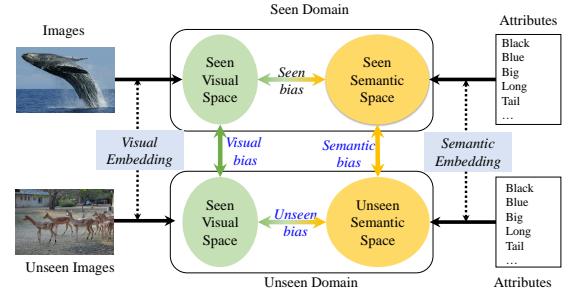 Seen Domain
Images
Attributes
Seen
Visual
Space
Seen
bias
Seen
Semantic
Space
Black
Blue
Big
Long
Tail
...
Visual
Embedding
Visual
bias
Semantic
bias
Semantic
Embedding
Seen
Visual
Space
Unseen
bias
Unseen
Semantic
Space
Black
Blue
Big
Long
Tail
...
Unseen Images
Unseen Domain
Attributes